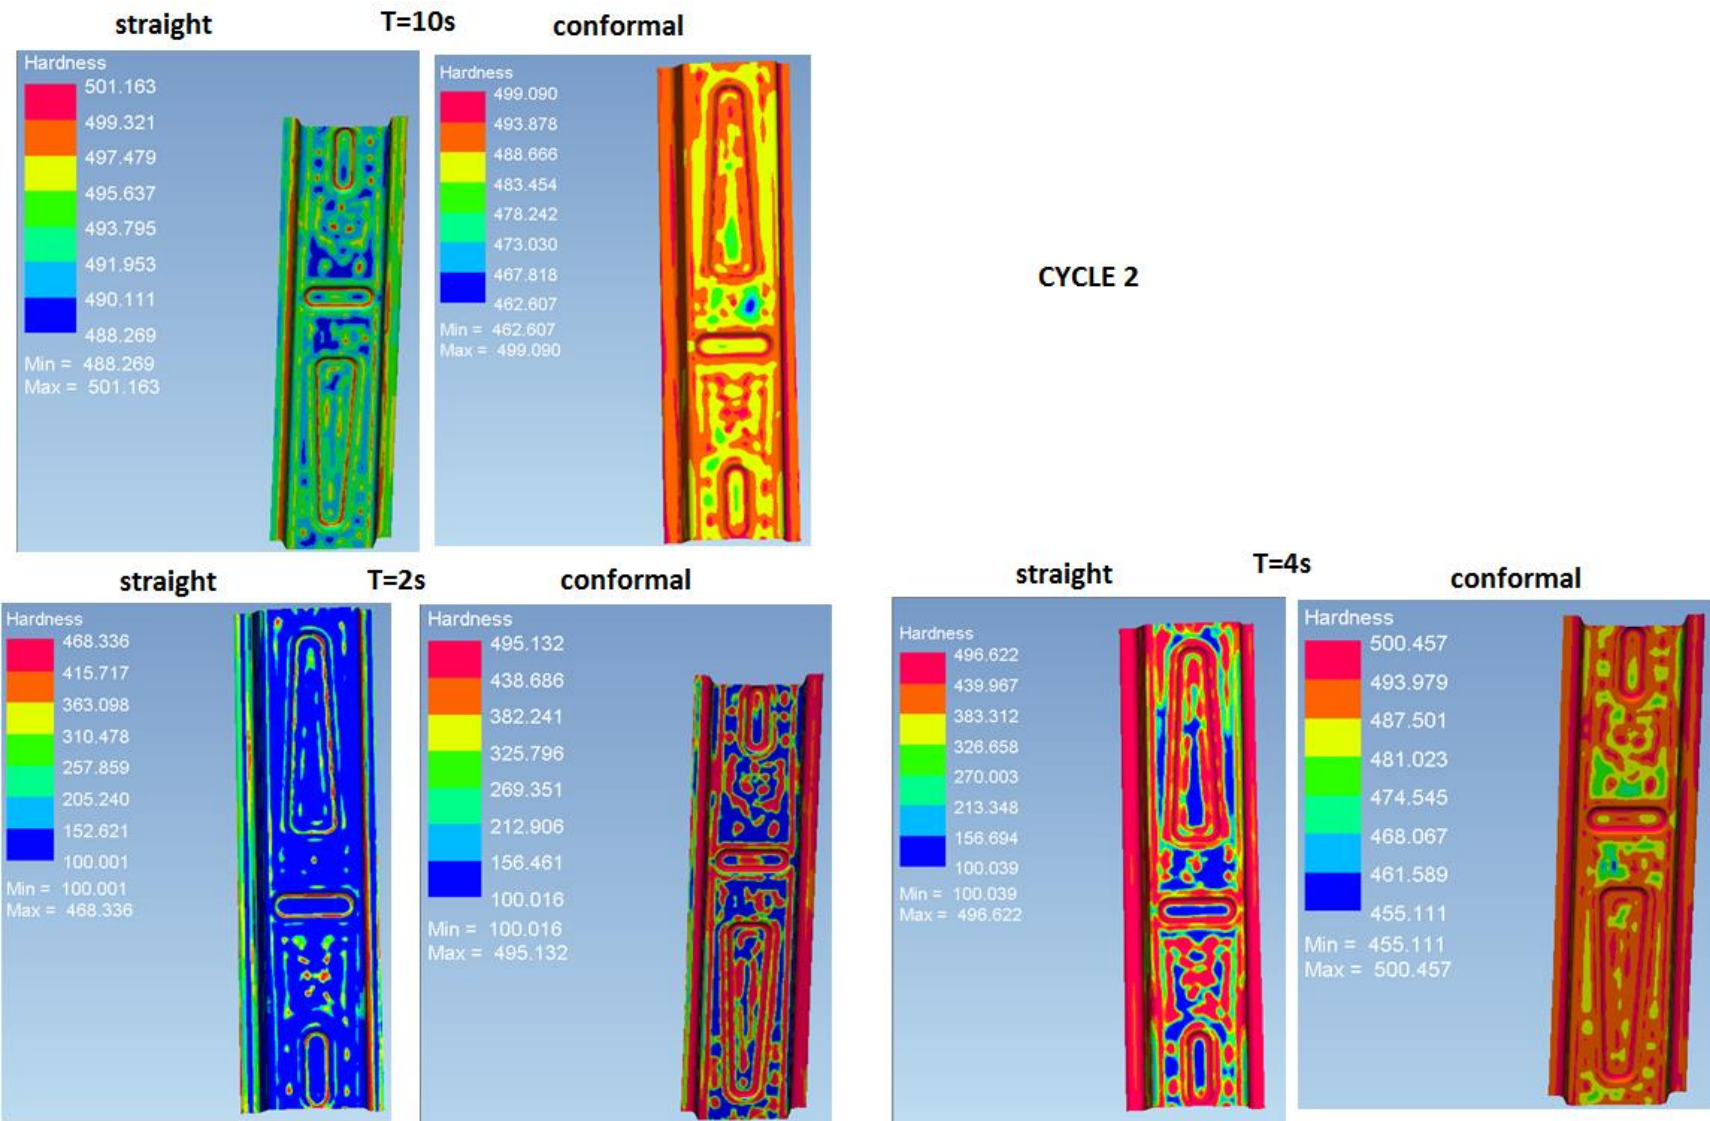 straight T=10s conformal
Hardness
501.163
499.321
497.479
495.637
493.795
491.953
490.111
488.269
Min = 488.269
Max = 501.163
Hardness
499.090
493.878
488.666
483.454
478.242
473.030
467.818
462.607
Min = 462.607
Max = 499.090
CYCLE 2
straight T=2s conformal
Hardness
468.336
415.717
363.098
310.478
257.859
205.240
152.621
100.001
Min = 100.001
Max = 468.336
Hardness
495.132
438.686
382.241
325.796
269.351
212.906
156.461
100.016
Min = 100.016
Max = 495.132
straight T=4s conformal
Hardness
496.622
439.967
383.312
326.658
270.003
213.348
156.694
100.039
Min = 100.039
Max = 496.622
Hardness
500.457
493.979
487.501
481.023
474.545
468.067
461.589
455.111
Min = 455.111
Max = 500.457